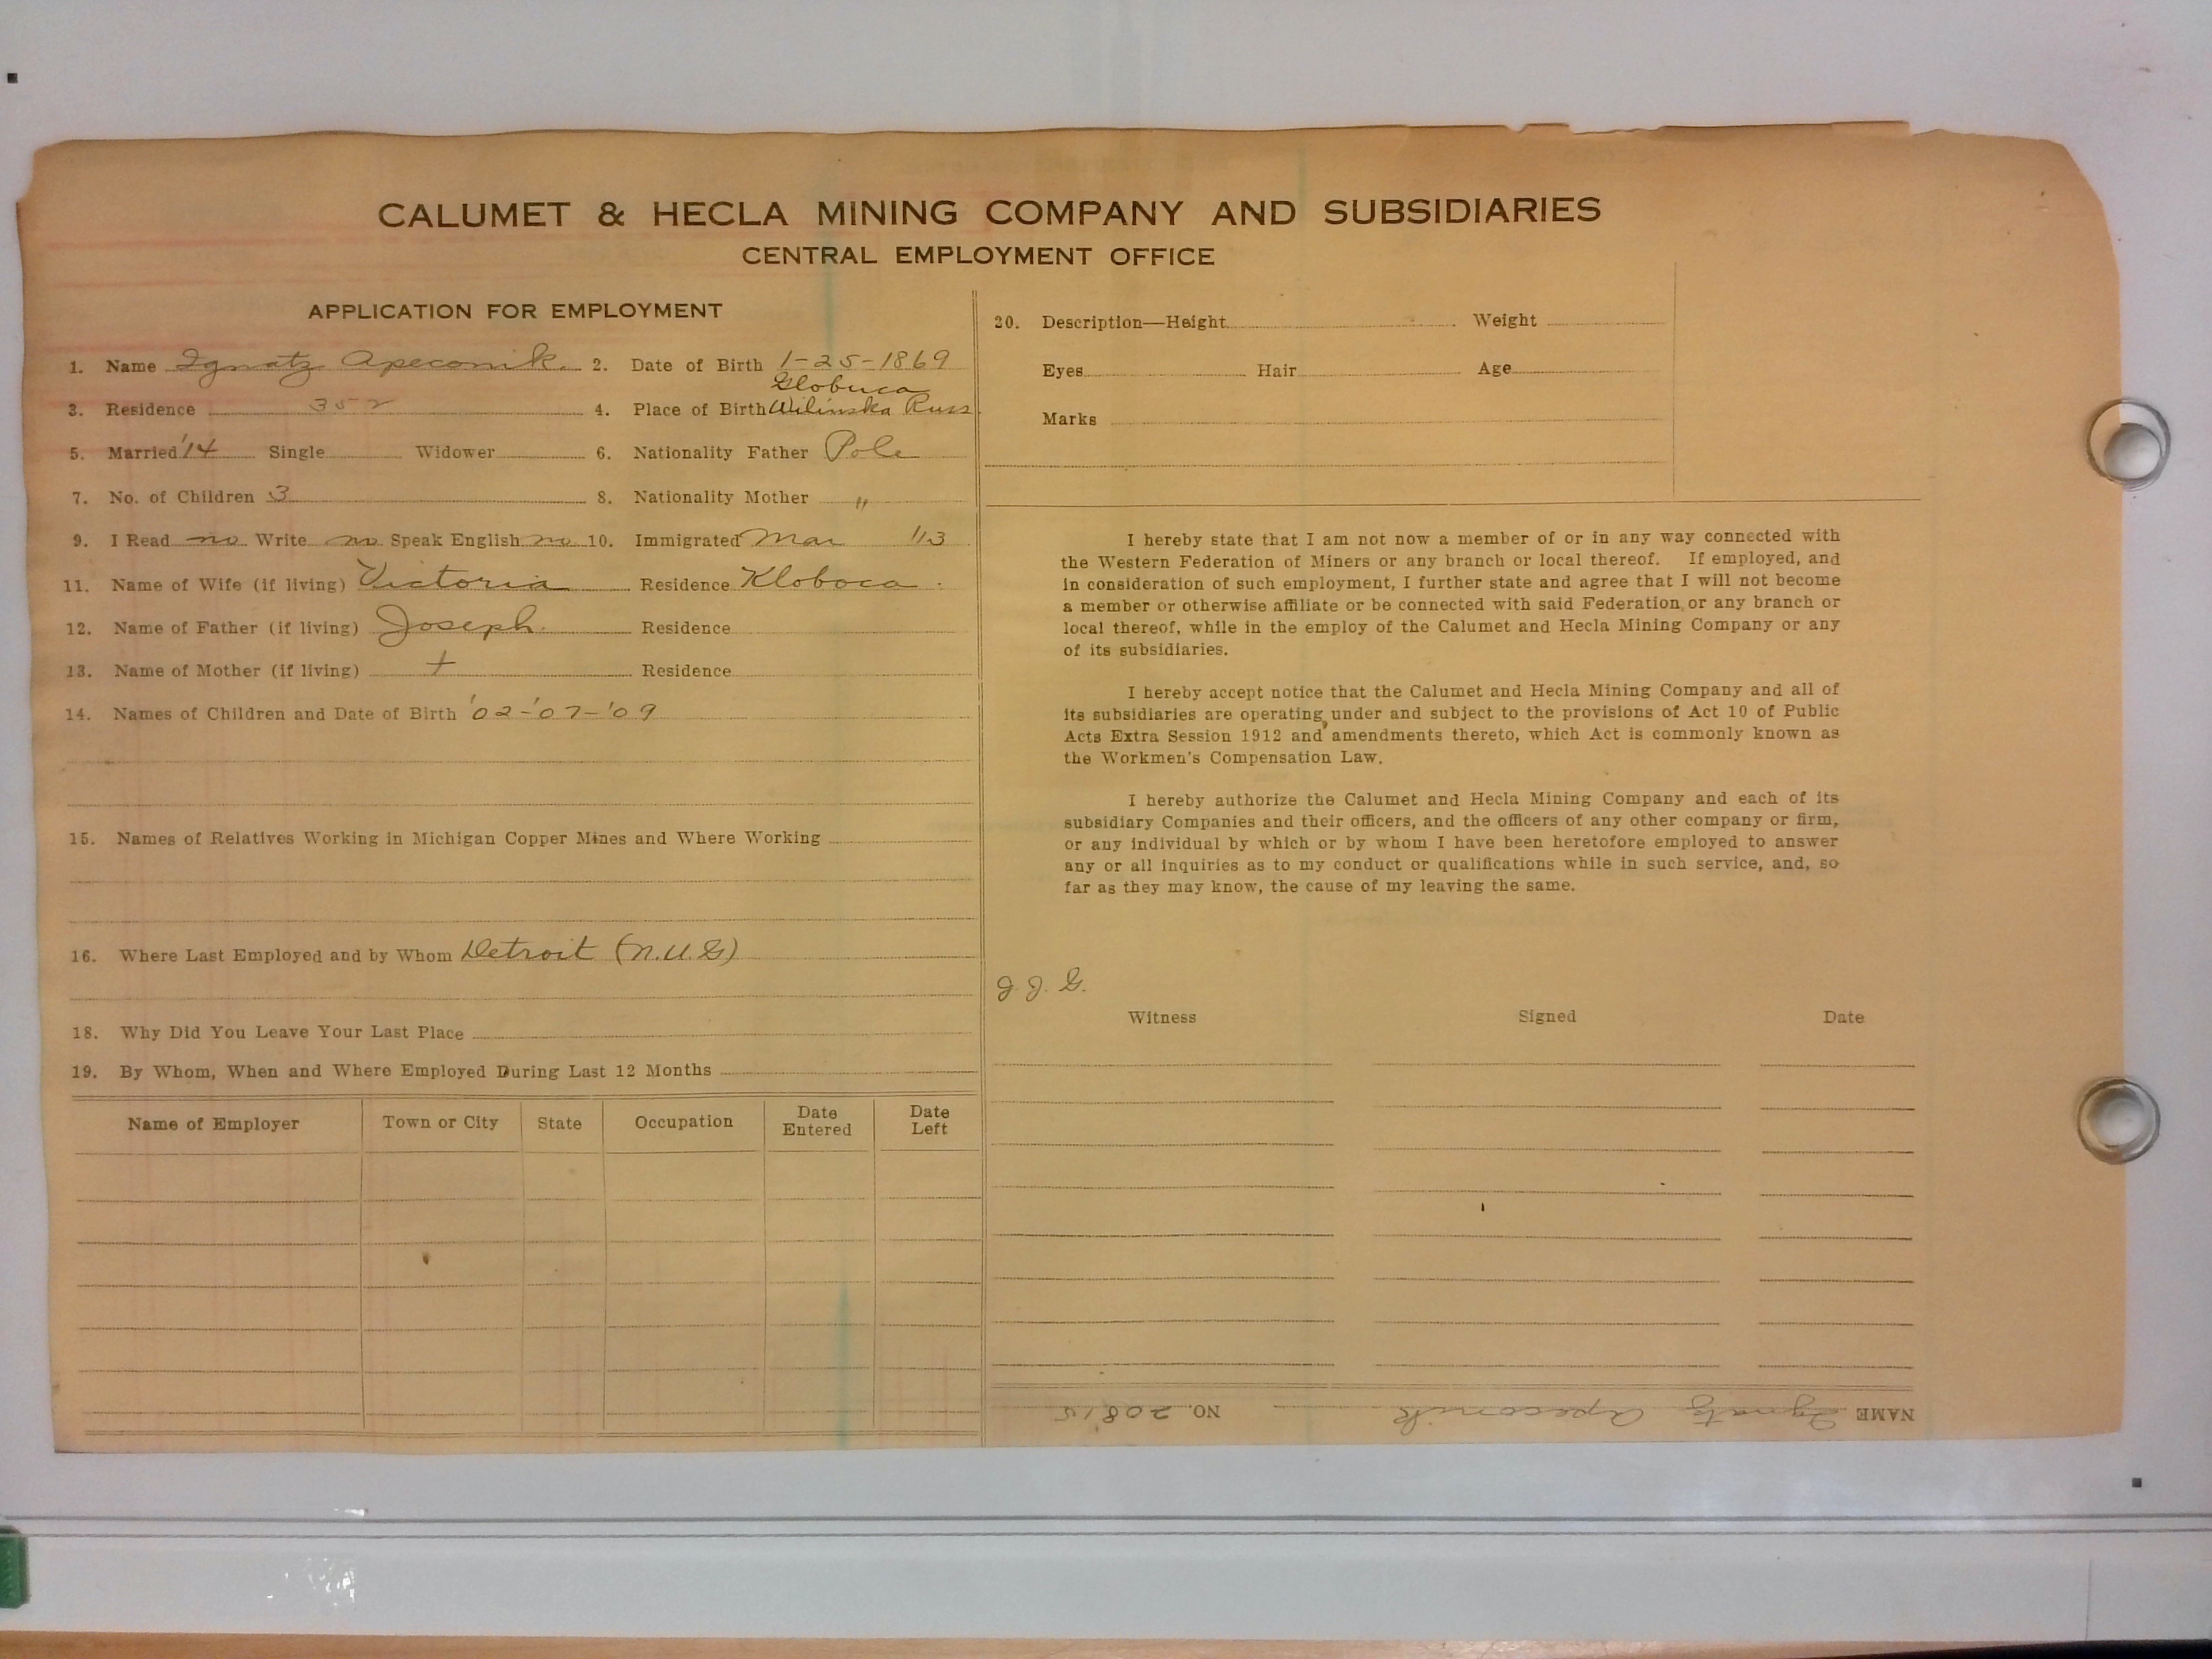 CALUMET & HECLA MINING COMPANY AND SUBSIDIARIES
CENTRAL EMPLOYMENT OFFICE
APPLICATION FOR EMPLOYMENT
1. Name Ignatz Apeconik. 2. Date of Birth 1-25-1869
Globuca
3. Residence 352 4. Place of Birth Wilinska Russ
5. Married '14 Single Widower 6. Nationality Father Pole
7. No. of Children 3 8. Nationality Mother "
9. I Read no Write no Speak English no 10. Immigrated Mar '13
11. Name of Wife (if living) Victoria Residence Kloboca
12. Name of Father (if living) Joseph Residence
13. Name of Mother (if living) + Residence
14. Names of Children and Date of Birth '02-'07-'09
15. Names of Relatives Working in Michigan Copper Mines and Where Working
16. Where Last Employed and by Whom Detroit (N.U.G)
18. Why Did You Leave Your Last Place
19. By Whom, When and Where Employed During Last 12 Months
Name of Employer Town or City State Occupation Date Entered Date Left
20. Description—Height Weight
Eyes Hair Age
Marks
I hereby state that I am not now a member of or in any way connected with
the Western Federation of Miners or any branch or local thereof. If employed, and
in consideration of such employment, I further state and agree that I will not become
a member or otherwise affiliate or be connected with said Federation or any branch or
local thereof, while in the employ of the Calumet and Hecla Mining Company or any
of its subsidiaries.
I hereby accept notice that the Calumet and Hecla Mining Company and all of
its subsidiaries are operating under and subject to the provisions of Act 10 of Public
Acts Extra Session 1912 and amendments thereto, which Act is commonly known as
the Workmen's Compensation Law.
I hereby authorize the Calumet and Hecla Mining Company and each of its
subsidiary Companies and their officers, and the officers of any other company or firm,
or any individual by which or by whom I have been heretofore employed to answer
any or all inquiries as to my conduct or qualifications while in such service, and, so
far as they may know, the cause of my leaving the same.
J. J. G.
Witness Signed Date
NAME Ignatz Apeconik NO. 20815